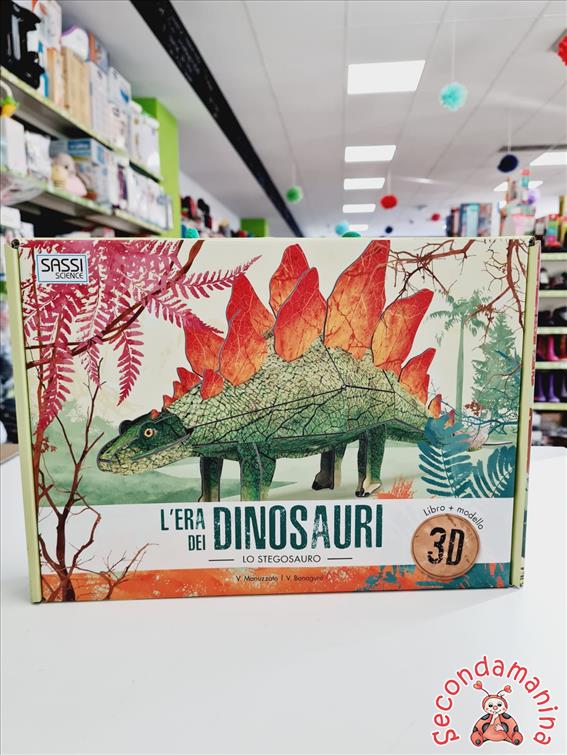 SASSI
SCIENCE
L'ERA
DEI
DINOSAURI
LO STEGOSAURO
V. Manuzzato | V. Bonaguro
Libro + modello
3D
Secondamanina